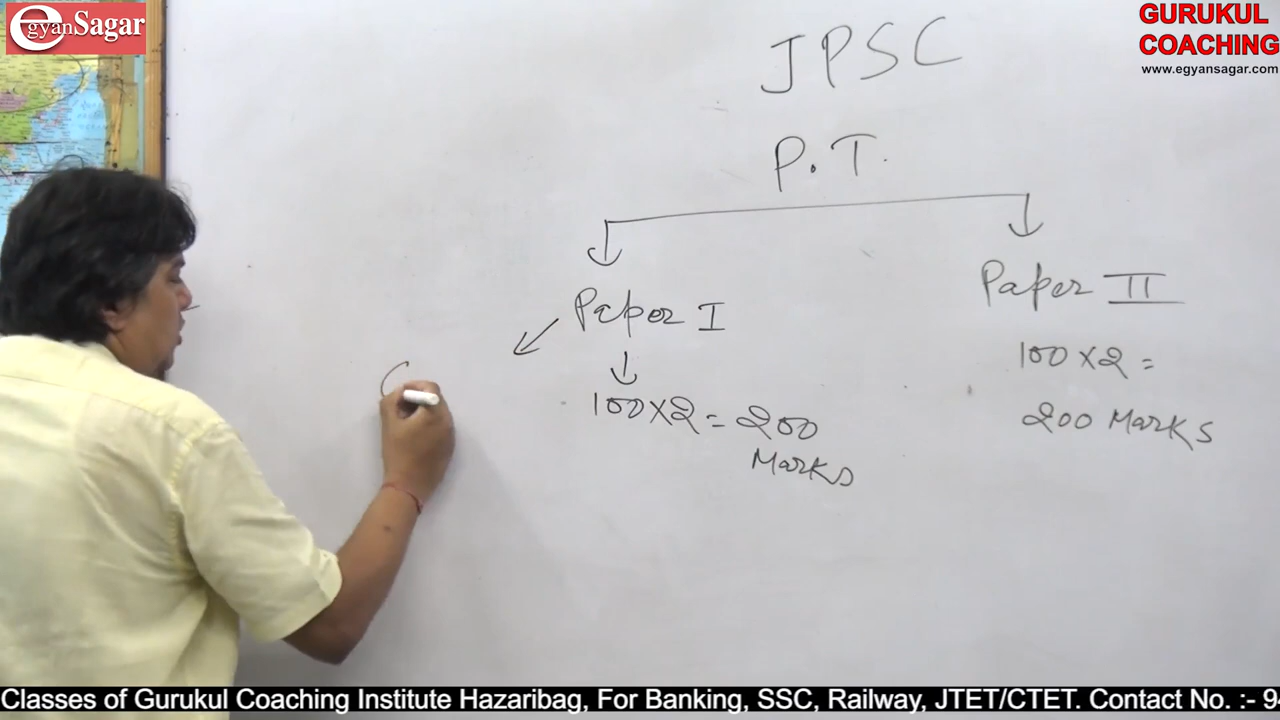 egyanSagar
GURUKUL
COACHING
www.egyansagar.com
JPSC
P.T.
Paper I
100 × 2 = 200
Marks
Paper II
100 × 2 =
200 Marks
Classes of Gurukul Coaching Institute Hazaribag, For Banking, SSC, Railway, JTET/CTET. Contact No. :- 9